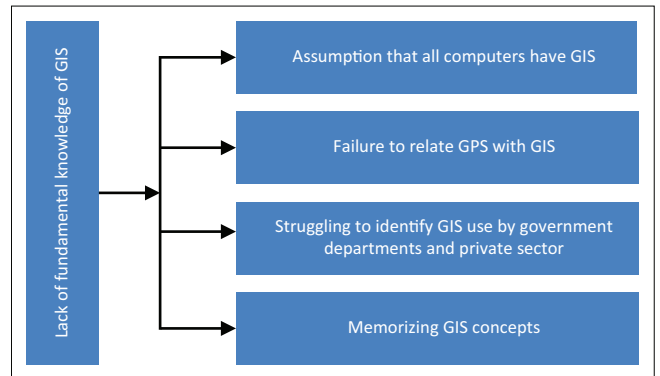 Lack of fundamental knowledge of GIS
Assumption that all computers have GIS
Failure to relate GPS with GIS
Struggling to identify GIS use by government
departments and private sector
Memorizing GIS concepts